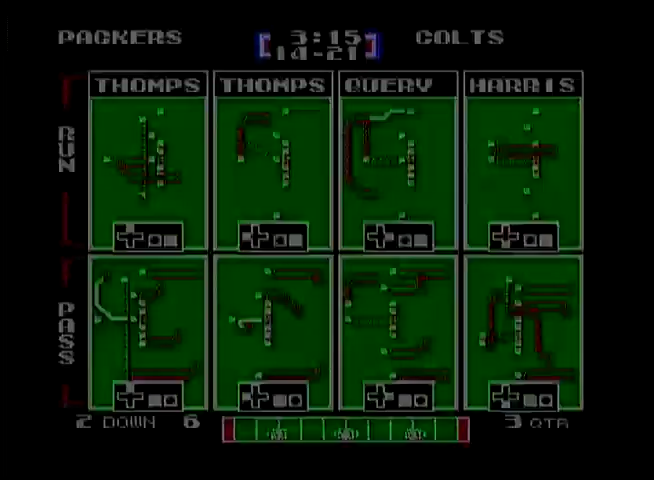 PACKERS 3:15 COLTS
14-21
THOMPS THOMPS QUERY HARRIS
RUN
PASS
2 DOWN 6 3 QTR